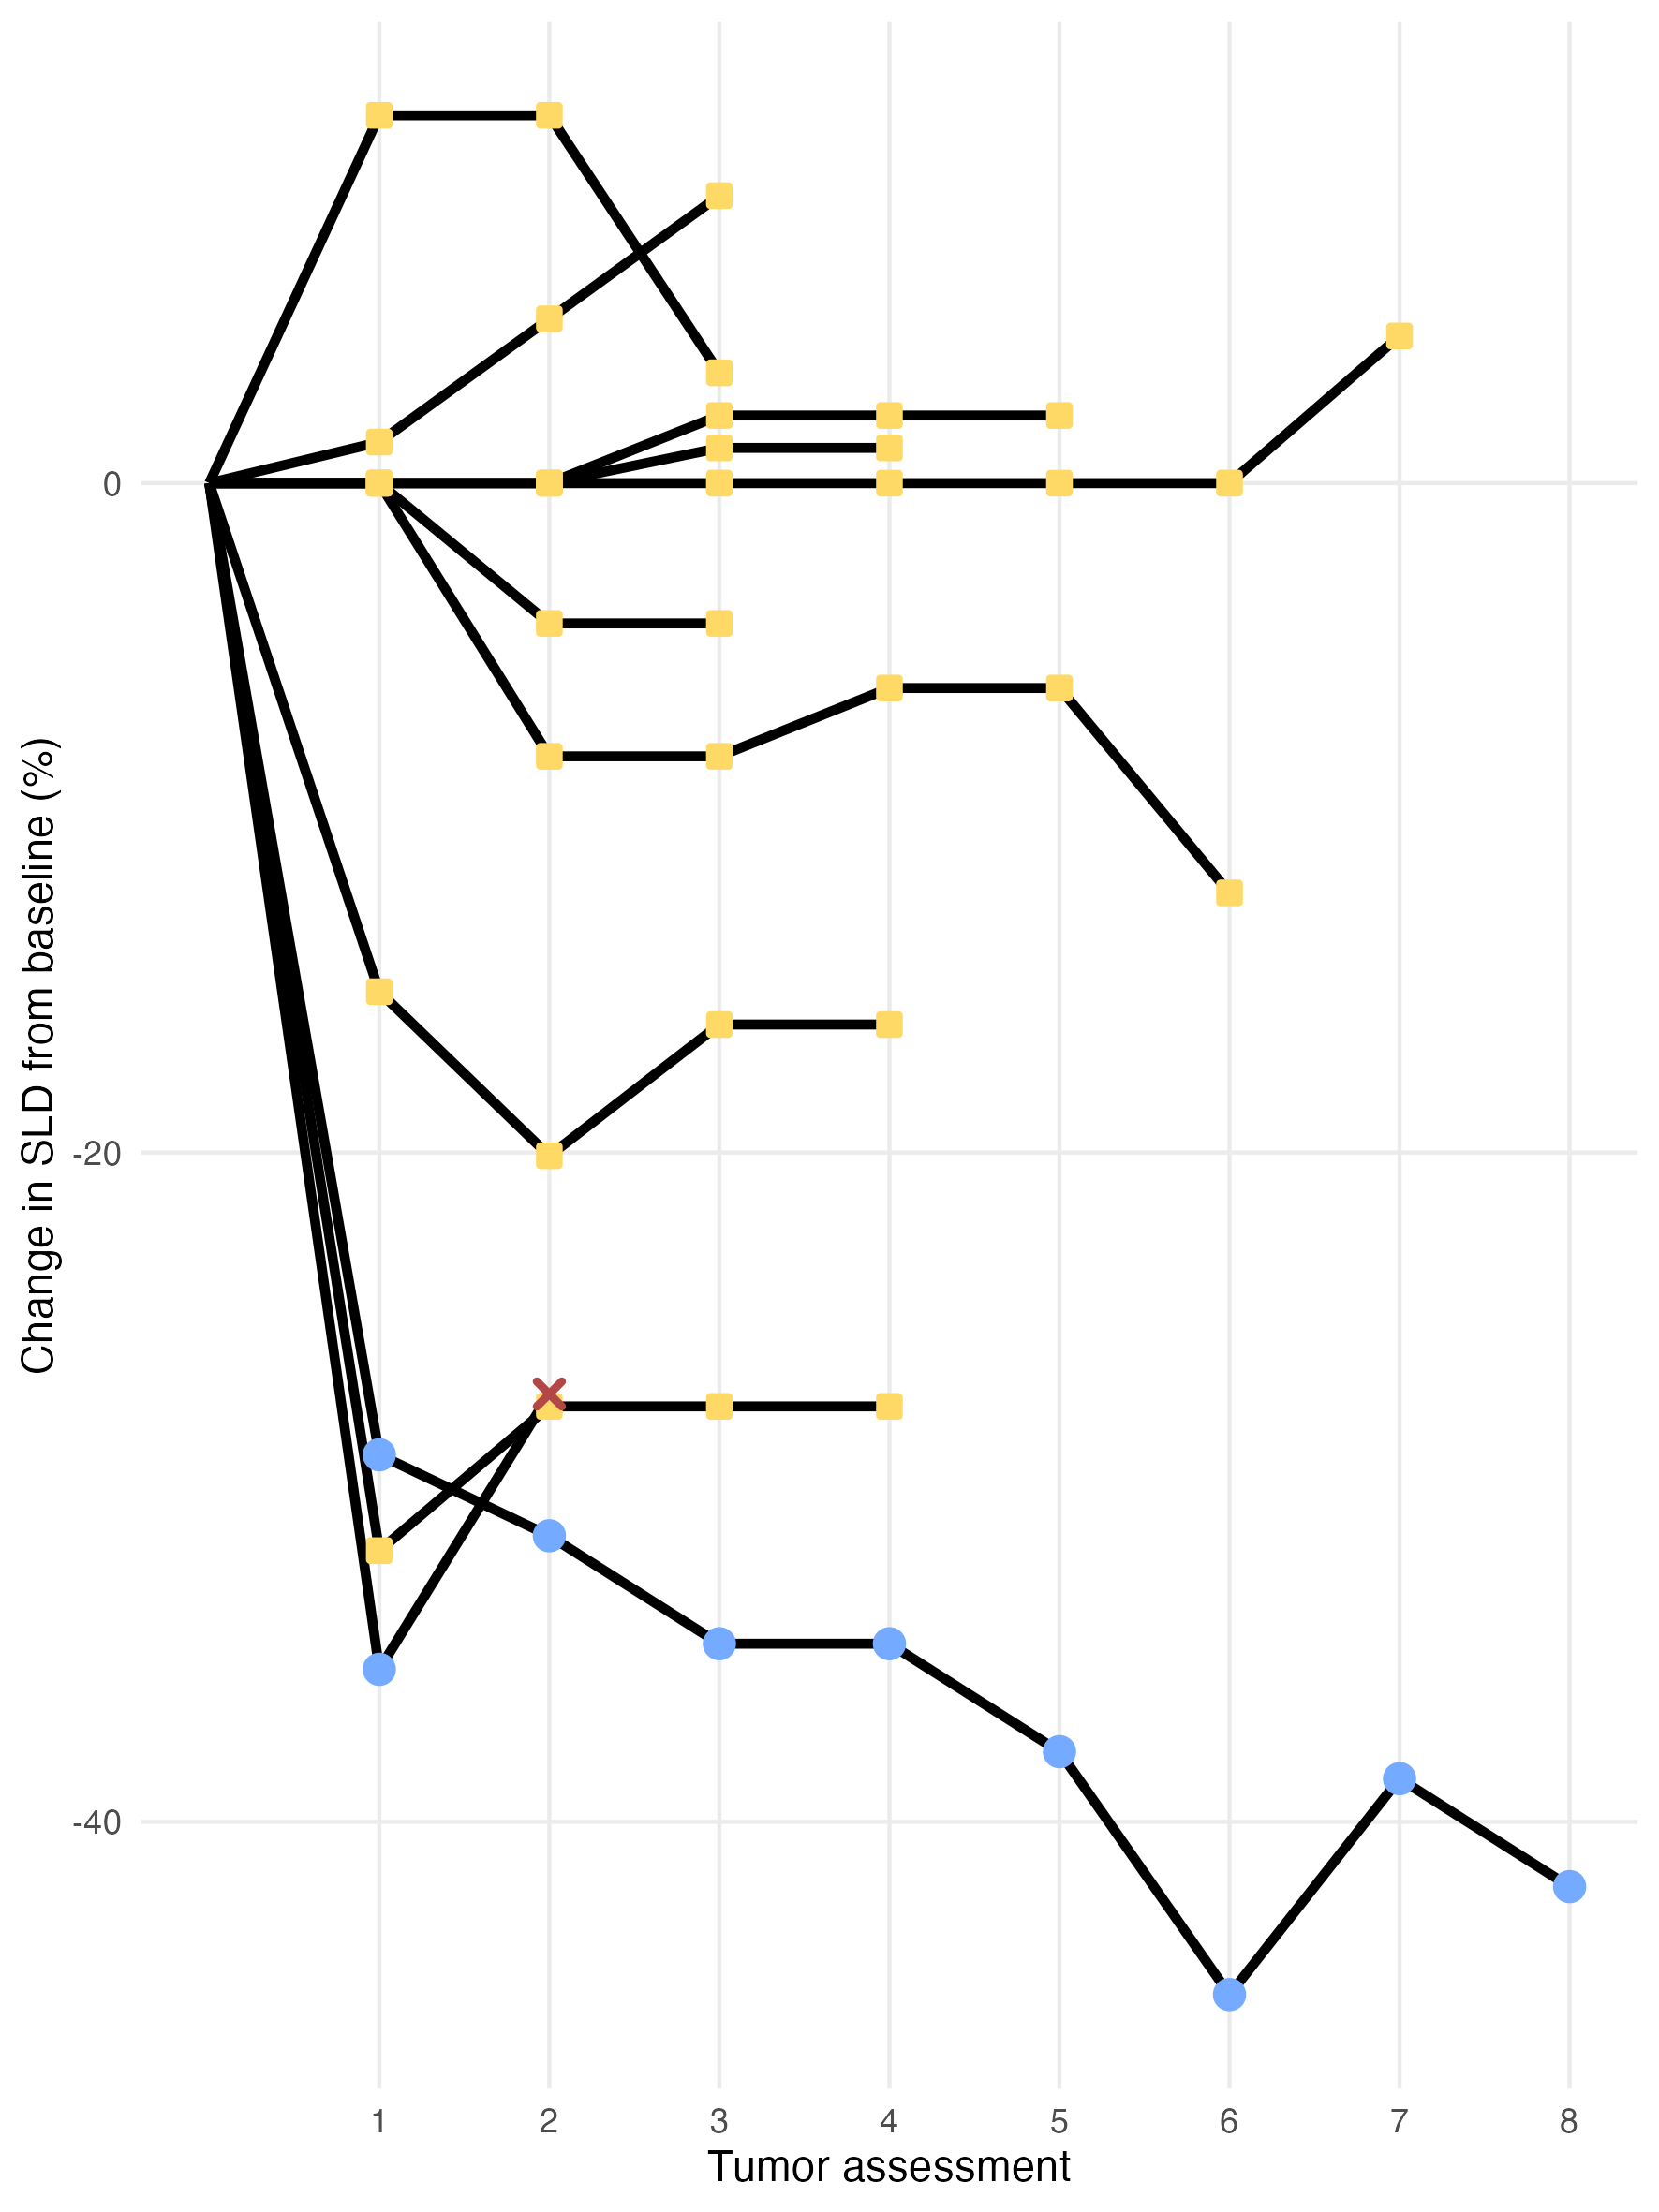 Change in SLD from baseline (%)
0
-20
-40
1 2 3 4 5 6 7 8
Tumor assessment